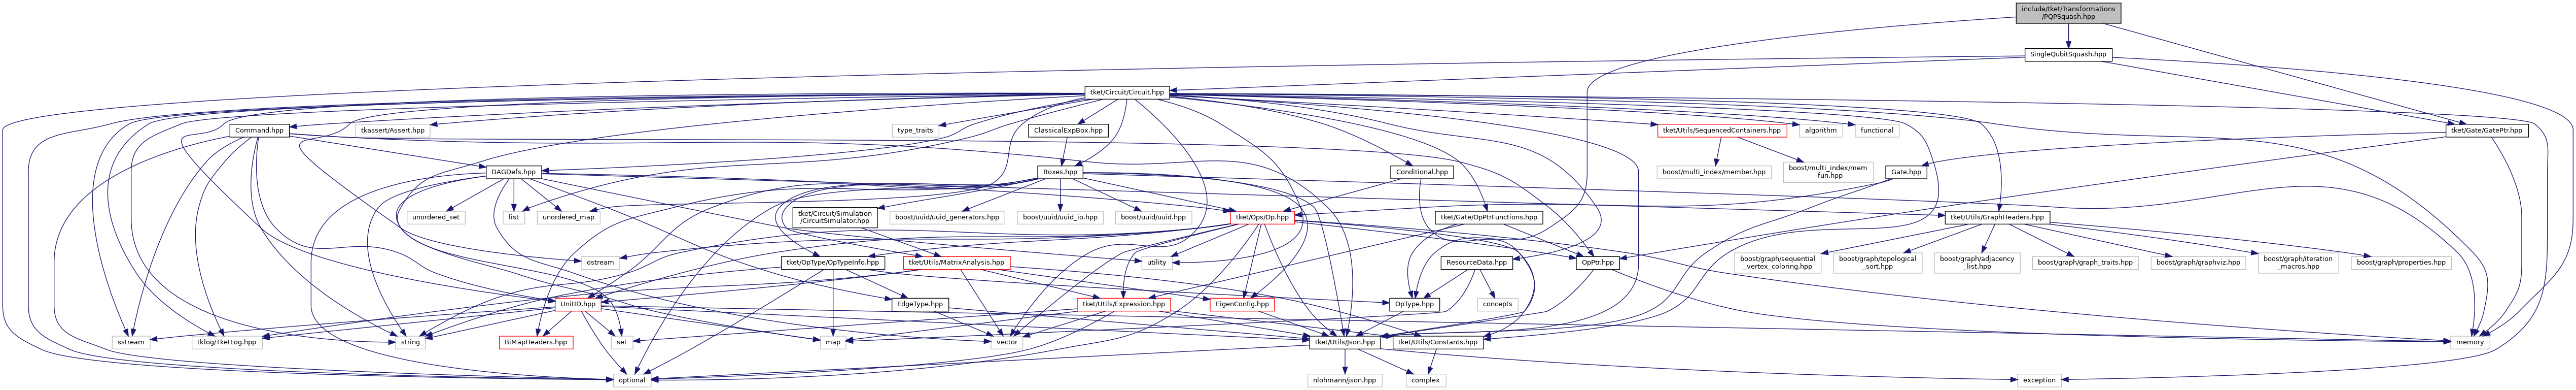 include/tket/Transformations
/PQPSquash.hpp
SingleQubitSquash.hpp
tket/Circuit/Circuit.hpp
Command.hpp
tkassert/Assert.hpp
type_traits
ClassicalExpBox.hpp
tket/Utils/SequencedContainers.hpp
algorithm
functional
tket/Gate/GatePtr.hpp
DAGDefs.hpp
Boxes.hpp
Conditional.hpp
boost/multi_index/member.hpp
boost/multi_index/mem
_fun.hpp
Gate.hpp
unordered_set
list
unordered_map
tket/Circuit/Simulation
/CircuitSimulator.hpp
boost/uuid/uuid_generators.hpp
boost/uuid/uuid_io.hpp
boost/uuid/uuid.hpp
tket/Ops/Op.hpp
tket/Gate/OpPtrFunctions.hpp
tket/Utils/GraphHeaders.hpp
ostream
tket/OpType/OpTypeInfo.hpp
tket/Utils/MatrixAnalysis.hpp
utility
ResourceData.hpp
OpPtr.hpp
boost/graph/sequential
_vertex_coloring.hpp
boost/graph/topological
_sort.hpp
boost/graph/adjacency
_list.hpp
boost/graph/graph_traits.hpp
boost/graph/graphviz.hpp
boost/graph/iteration
_macros.hpp
boost/graph/properties.hpp
UnitID.hpp
EdgeType.hpp
tket/Utils/Expression.hpp
EigenConfig.hpp
OpType.hpp
concepts
sstream
tklog/TketLog.hpp
string
BiMapHeaders.hpp
set
map
vector
tket/Utils/Json.hpp
tket/Utils/Constants.hpp
memory
optional
nlohmann/json.hpp
complex
exception